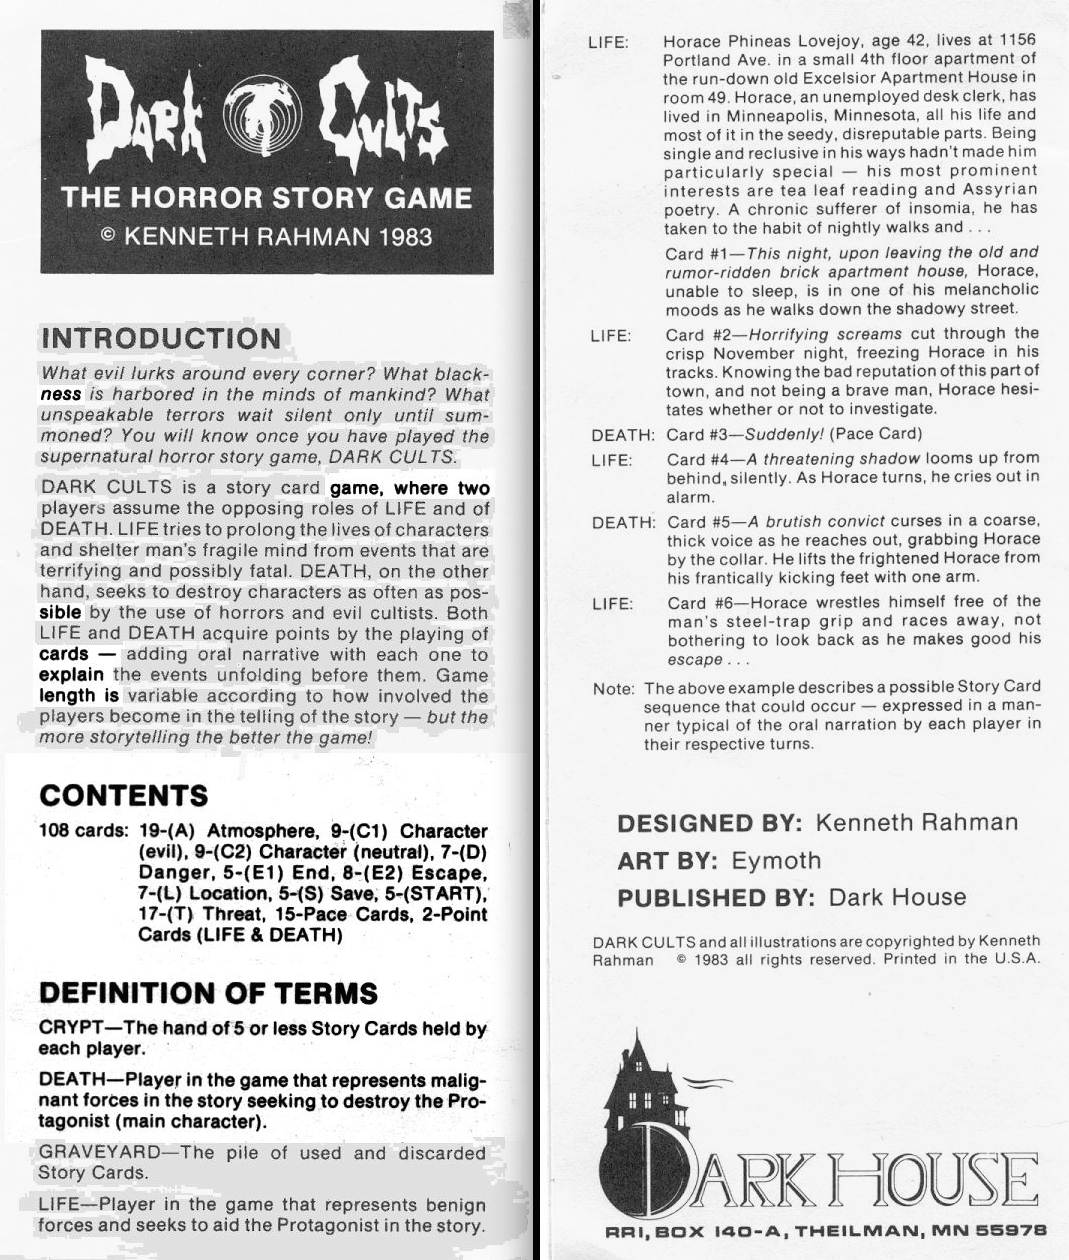 DARK CULTS
THE HORROR STORY GAME
© KENNETH RAHMAN 1983
INTRODUCTION
What evil lurks around every corner? What black-
ness is harbored in the minds of mankind? What
unspeakable terrors wait silent only until sum-
moned? You will know once you have played the
supernatural horror story game, DARK CULTS.
DARK CULTS is a story card game, where two
players assume the opposing roles of LIFE and of
DEATH. LIFE tries to prolong the lives of characters
and shelter man's fragile mind from events that are
terrifying and possibly fatal. DEATH, on the other
hand, seeks to destroy characters as often as pos-
sible by the use of horrors and evil cultists. Both
LIFE and DEATH acquire points by the playing of
cards — adding oral narrative with each one to
explain the events unfolding before them. Game
length is variable according to how involved the
players become in the telling of the story — but the
more storytelling the better the game!
CONTENTS
108 cards: 19-(A) Atmosphere, 9-(C1) Character
(evil), 9-(C2) Character (neutral), 7-(D)
Danger, 5-(E1) End, 8-(E2) Escape,
7-(L) Location, 5-(S) Save, 5-(START),
17-(T) Threat, 15-Pace Cards, 2-Point
Cards (LIFE & DEATH)
DEFINITION OF TERMS
CRYPT—The hand of 5 or less Story Cards held by
each player.
DEATH—Player in the game that represents malig-
nant forces in the story seeking to destroy the Pro-
tagonist (main character).
GRAVEYARD—The pile of used and discarded
Story Cards.
LIFE—Player in the game that represents benign
forces and seeks to aid the Protagonist in the story.
LIFE: Horace Phineas Lovejoy, age 42, lives at 1156
Portland Ave. in a small 4th floor apartment of
the run-down old Excelsior Apartment House in
room 49. Horace, an unemployed desk clerk, has
lived in Minneapolis, Minnesota, all his life and
most of it in the seedy, disreputable parts. Being
single and reclusive in his ways hadn't made him
particularly special — his most prominent
interests are tea leaf reading and Assyrian
poetry. A chronic sufferer of insomia, he has
taken to the habit of nightly walks and . . .
Card #1—This night, upon leaving the old and
rumor-ridden brick apartment house, Horace,
unable to sleep, is in one of his melancholic
moods as he walks down the shadowy street.
LIFE: Card #2—Horrifying screams cut through the
crisp November night, freezing Horace in his
tracks. Knowing the bad reputation of this part of
town, and not being a brave man, Horace hesi-
tates whether or not to investigate.
DEATH: Card #3—Suddenly! (Pace Card)
LIFE: Card #4—A threatening shadow looms up from
behind, silently. As Horace turns, he cries out in
alarm.
DEATH: Card #5—A brutish convict curses in a coarse,
thick voice as he reaches out, grabbing Horace
by the collar. He lifts the frightened Horace from
his frantically kicking feet with one arm.
LIFE: Card #6—Horace wrestles himself free of the
man's steel-trap grip and races away, not
bothering to look back as he makes good his
escape . . .
Note: The above example describes a possible Story Card
sequence that could occur — expressed in a man-
ner typical of the oral narration by each player in
their respective turns.
DESIGNED BY: Kenneth Rahman
ART BY: Eymoth
PUBLISHED BY: Dark House
DARK CULTS and all illustrations are copyrighted by Kenneth
Rahman © 1983 all rights reserved. Printed in the U.S.A.
DARK HOUSE
RR1, BOX 140-A, THEILMAN, MN 55978